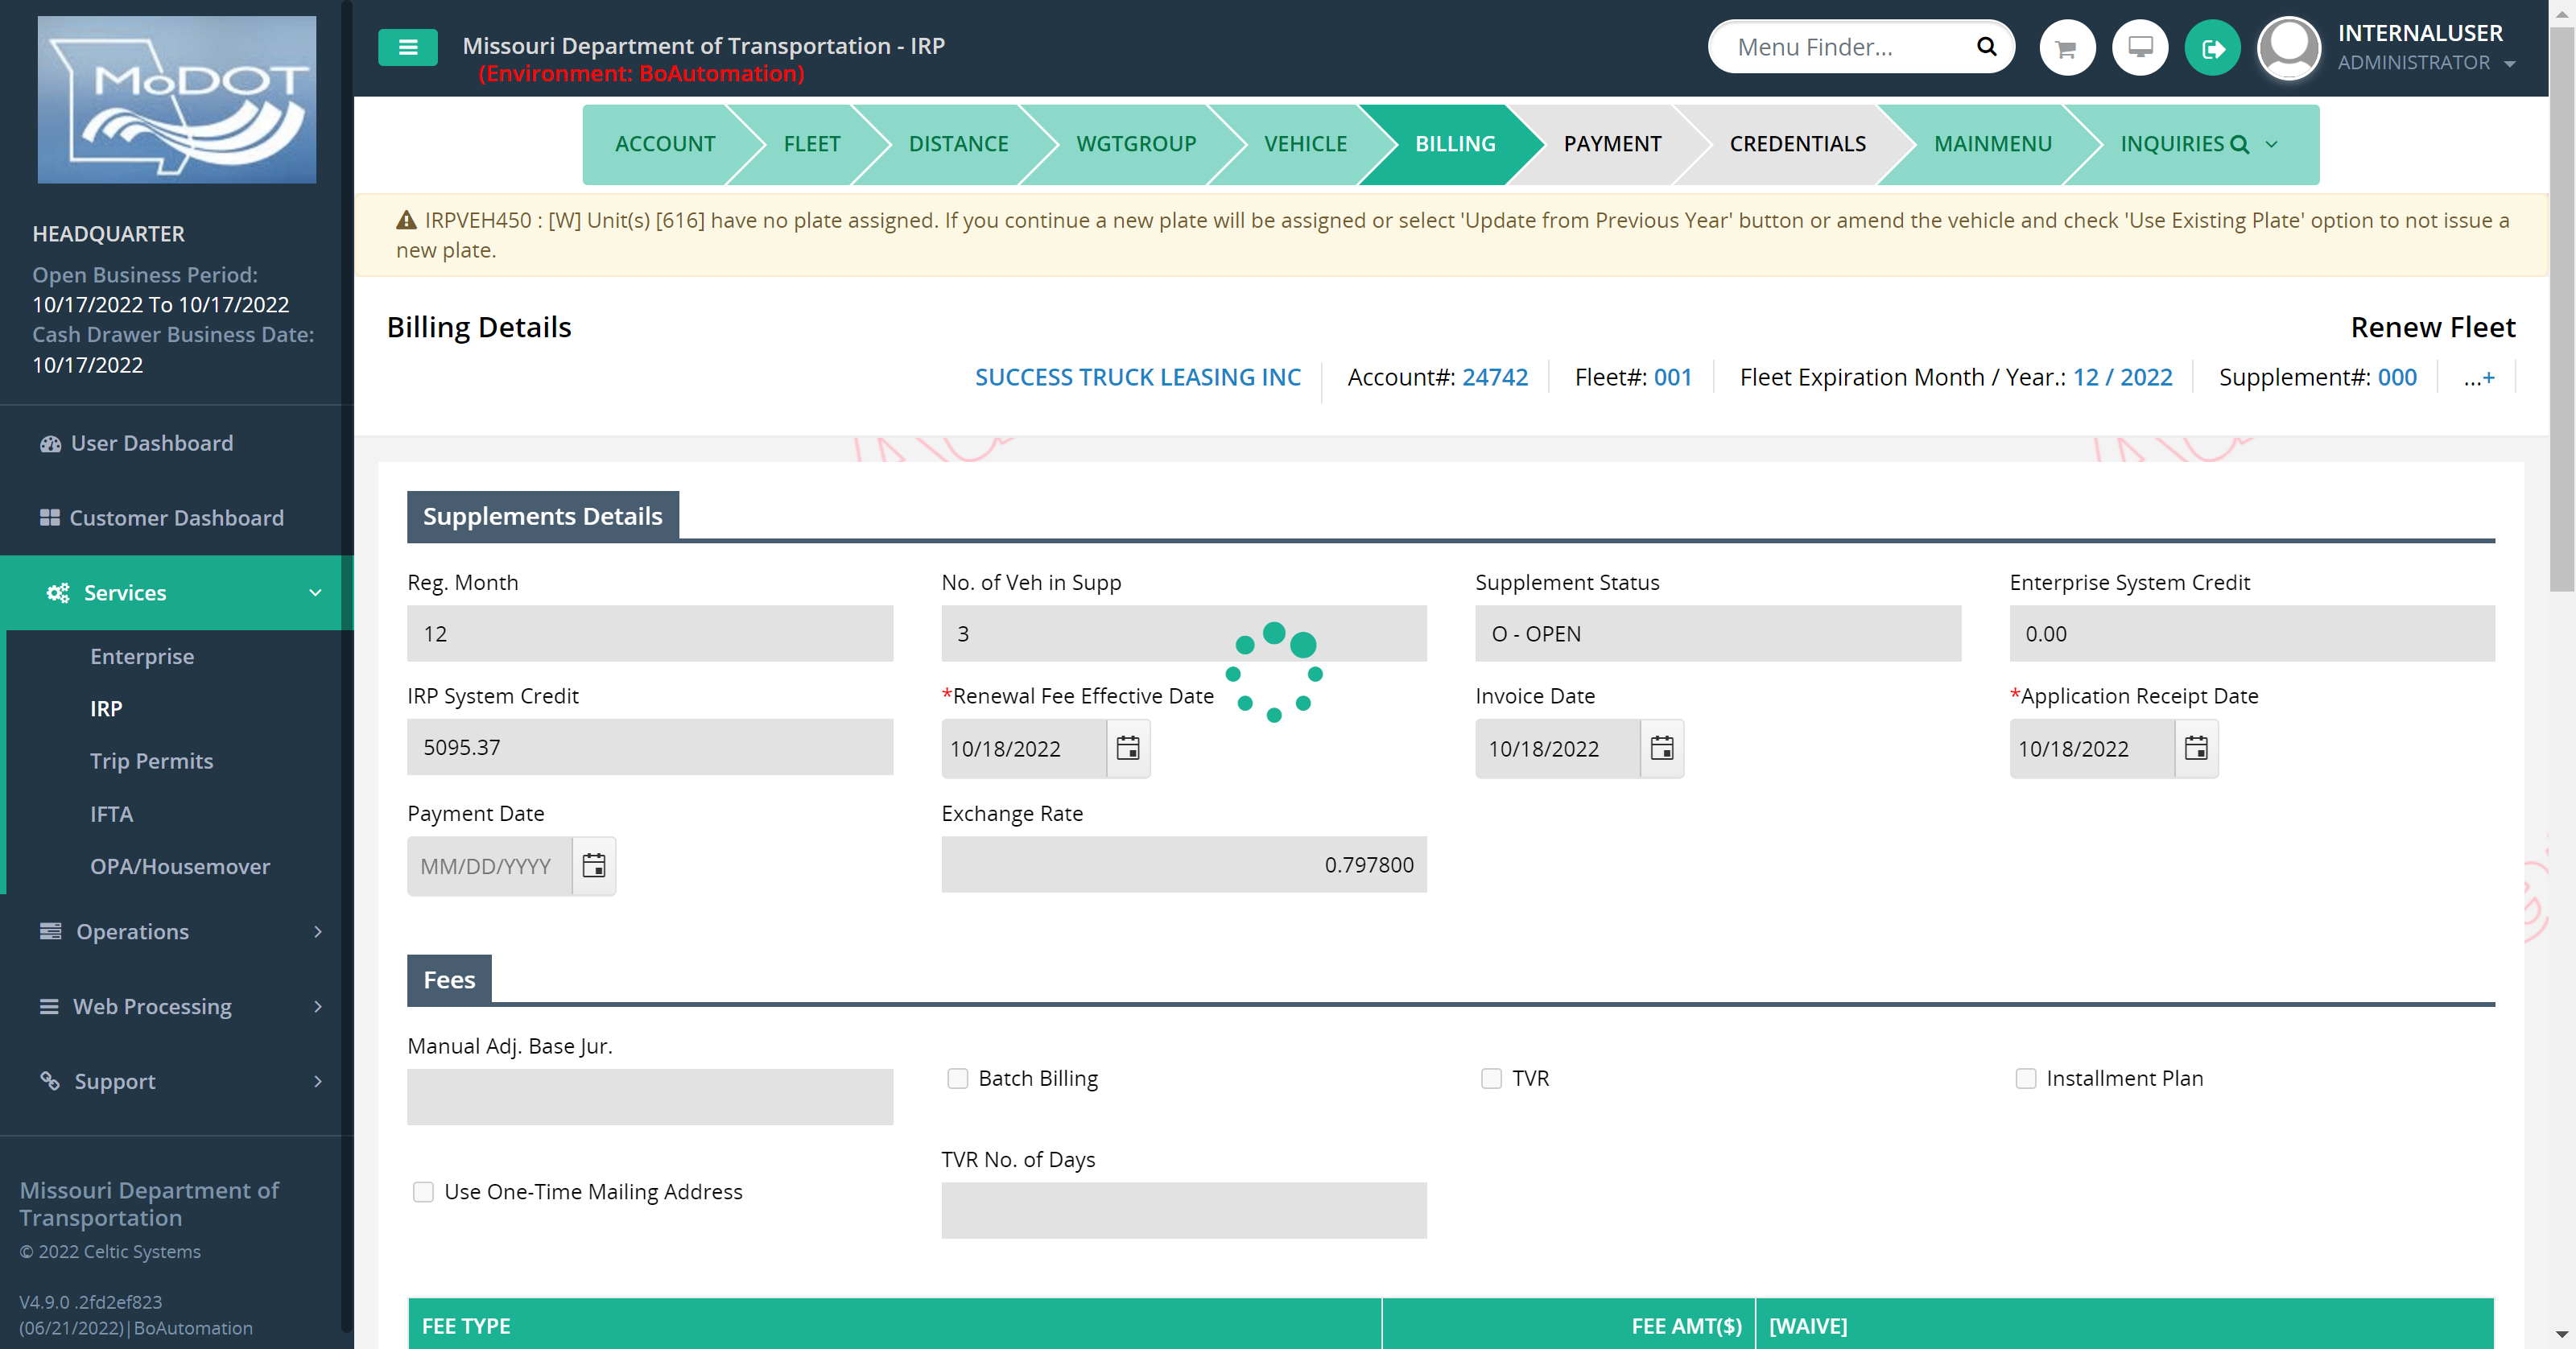 MoDOT
HEADQUARTER
Open Business Period:
10/17/2022 To 10/17/2022
Cash Drawer Business Date:
10/17/2022
User Dashboard
Customer Dashboard
Services
Enterprise
IRP
Trip Permits
IFTA
OPA/Housemover
Operations
Web Processing
Support
Missouri Department of
Transportation
© 2022 Celtic Systems
V4.9.0 .2fd2ef823
(06/21/2022)|BoAutomation
Missouri Department of Transportation - IRP
(Environment: BoAutomation)
Menu Finder...
INTERNALUSER
ADMINISTRATOR
ACCOUNT FLEET DISTANCE WGTGROUP VEHICLE BILLING PAYMENT CREDENTIALS MAINMENU INQUIRIES
IRPVEH450 : [W] Unit(s) [616] have no plate assigned. If you continue a new plate will be assigned or select 'Update from Previous Year' button or amend the vehicle and check 'Use Existing Plate' option to not issue a
new plate.
Billing Details Renew Fleet
SUCCESS TRUCK LEASING INC Account#: 24742 Fleet#: 001 Fleet Expiration Month / Year.: 12 / 2022 Supplement#: 000 ...+
Supplements Details
Reg. Month No. of Veh in Supp Supplement Status Enterprise System Credit
12 3 O - OPEN 0.00
IRP System Credit *Renewal Fee Effective Date Invoice Date *Application Receipt Date
5095.37 10/18/2022 10/18/2022 10/18/2022
Payment Date Exchange Rate
MM/DD/YYYY 0.797800
Fees
Manual Adj. Base Jur.
Batch Billing TVR Installment Plan
TVR No. of Days
Use One-Time Mailing Address
FEE TYPE FEE AMT($) [WAIVE]